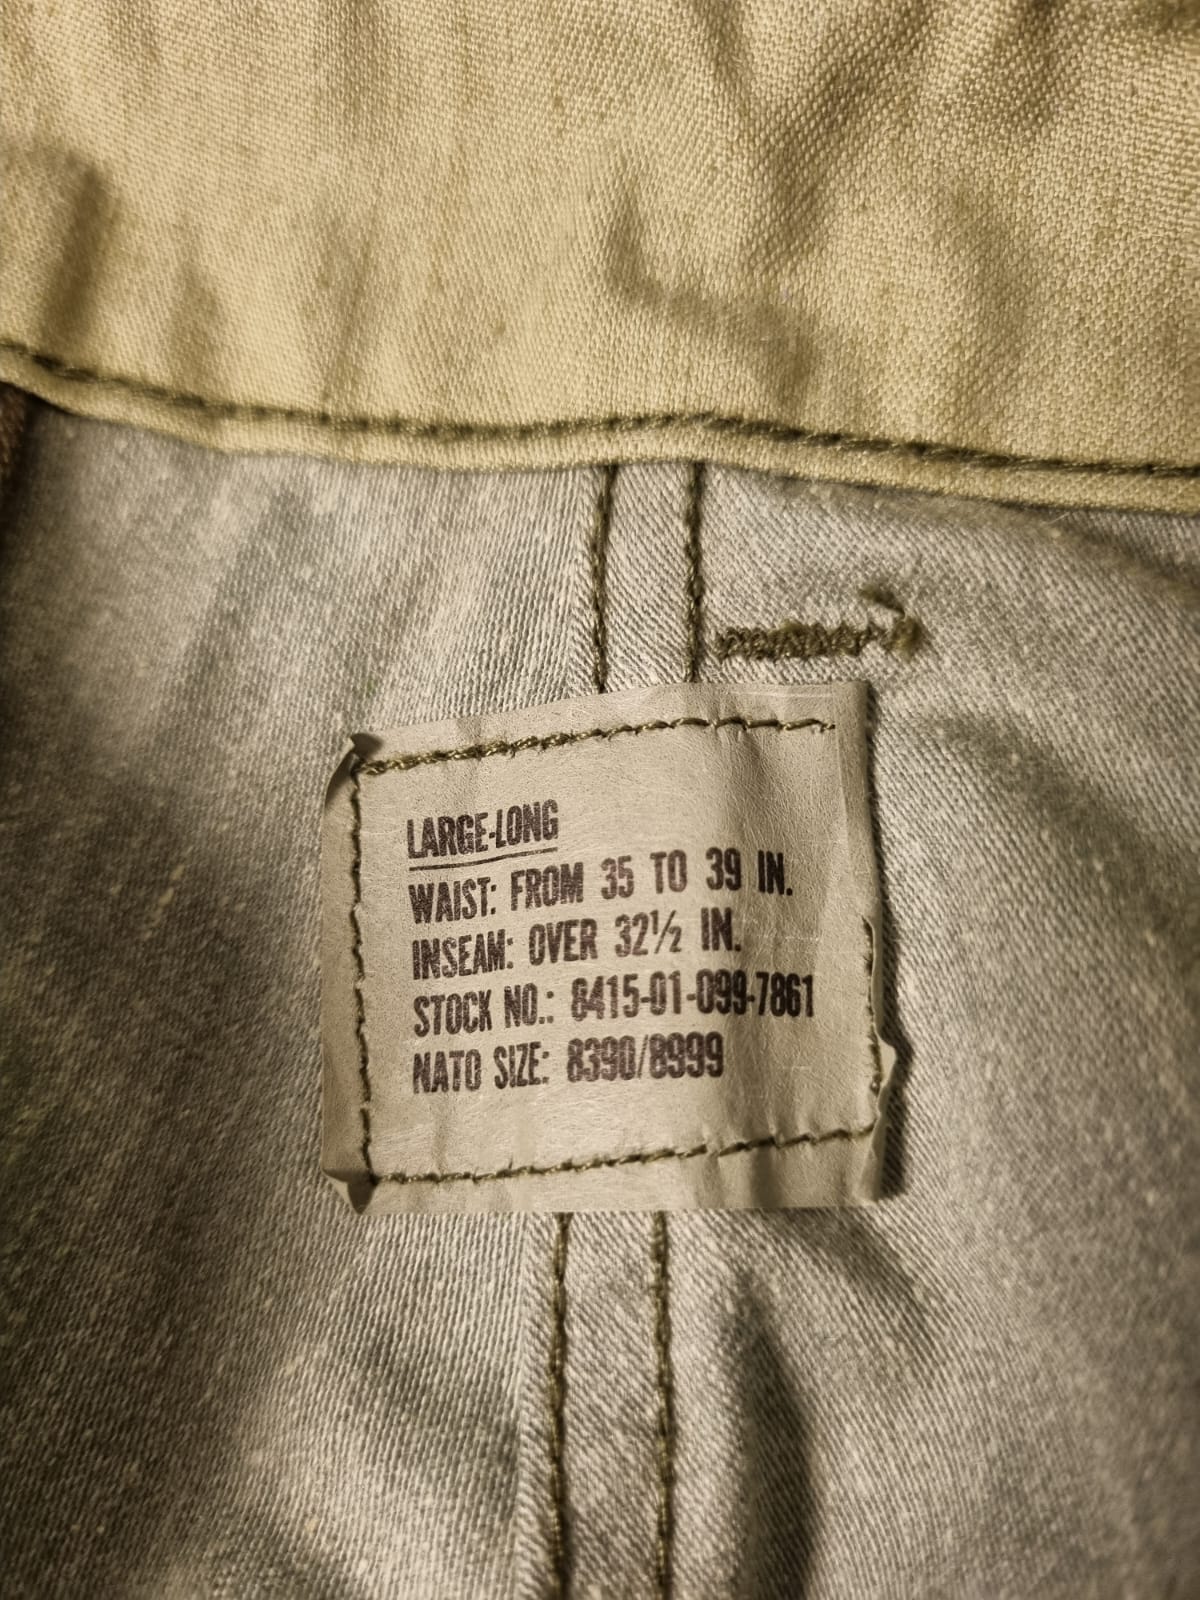 LARGE-LONG
WAIST: FROM 35 TO 39 IN.
INSEAM: OVER 32½ IN.
STOCK NO.: 8415-01-099-7861
NATO SIZE: 8390/8999